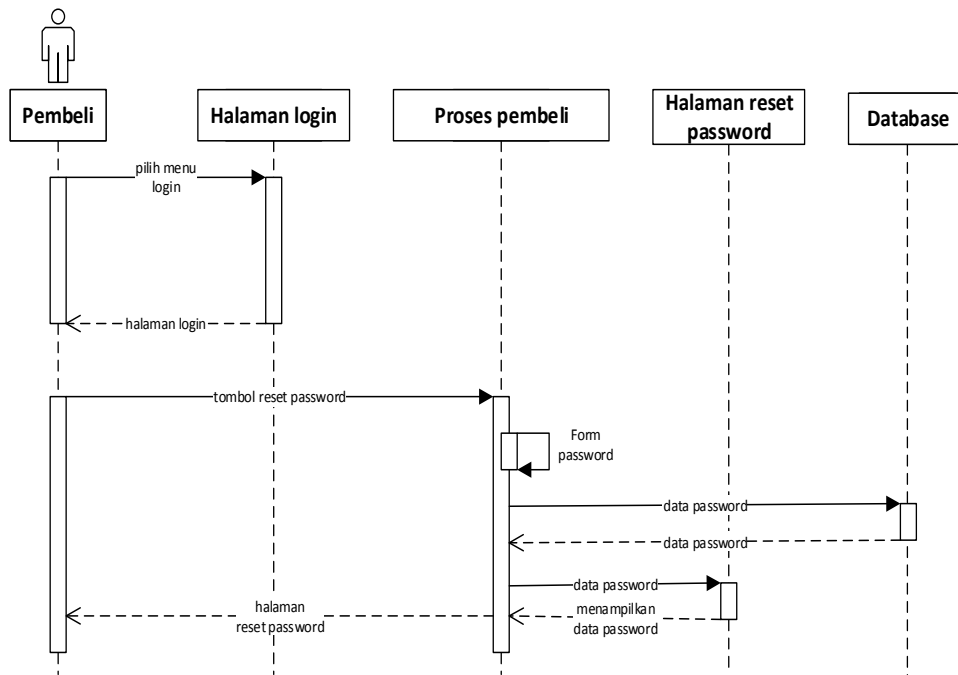 Pembeli
Halaman login
Proses pembeli
Halaman reset
password
Database
pilih menu
login
halaman login
tombol reset password
Form
password
data password
data password
data password
menampilkan
data password
halaman
reset password